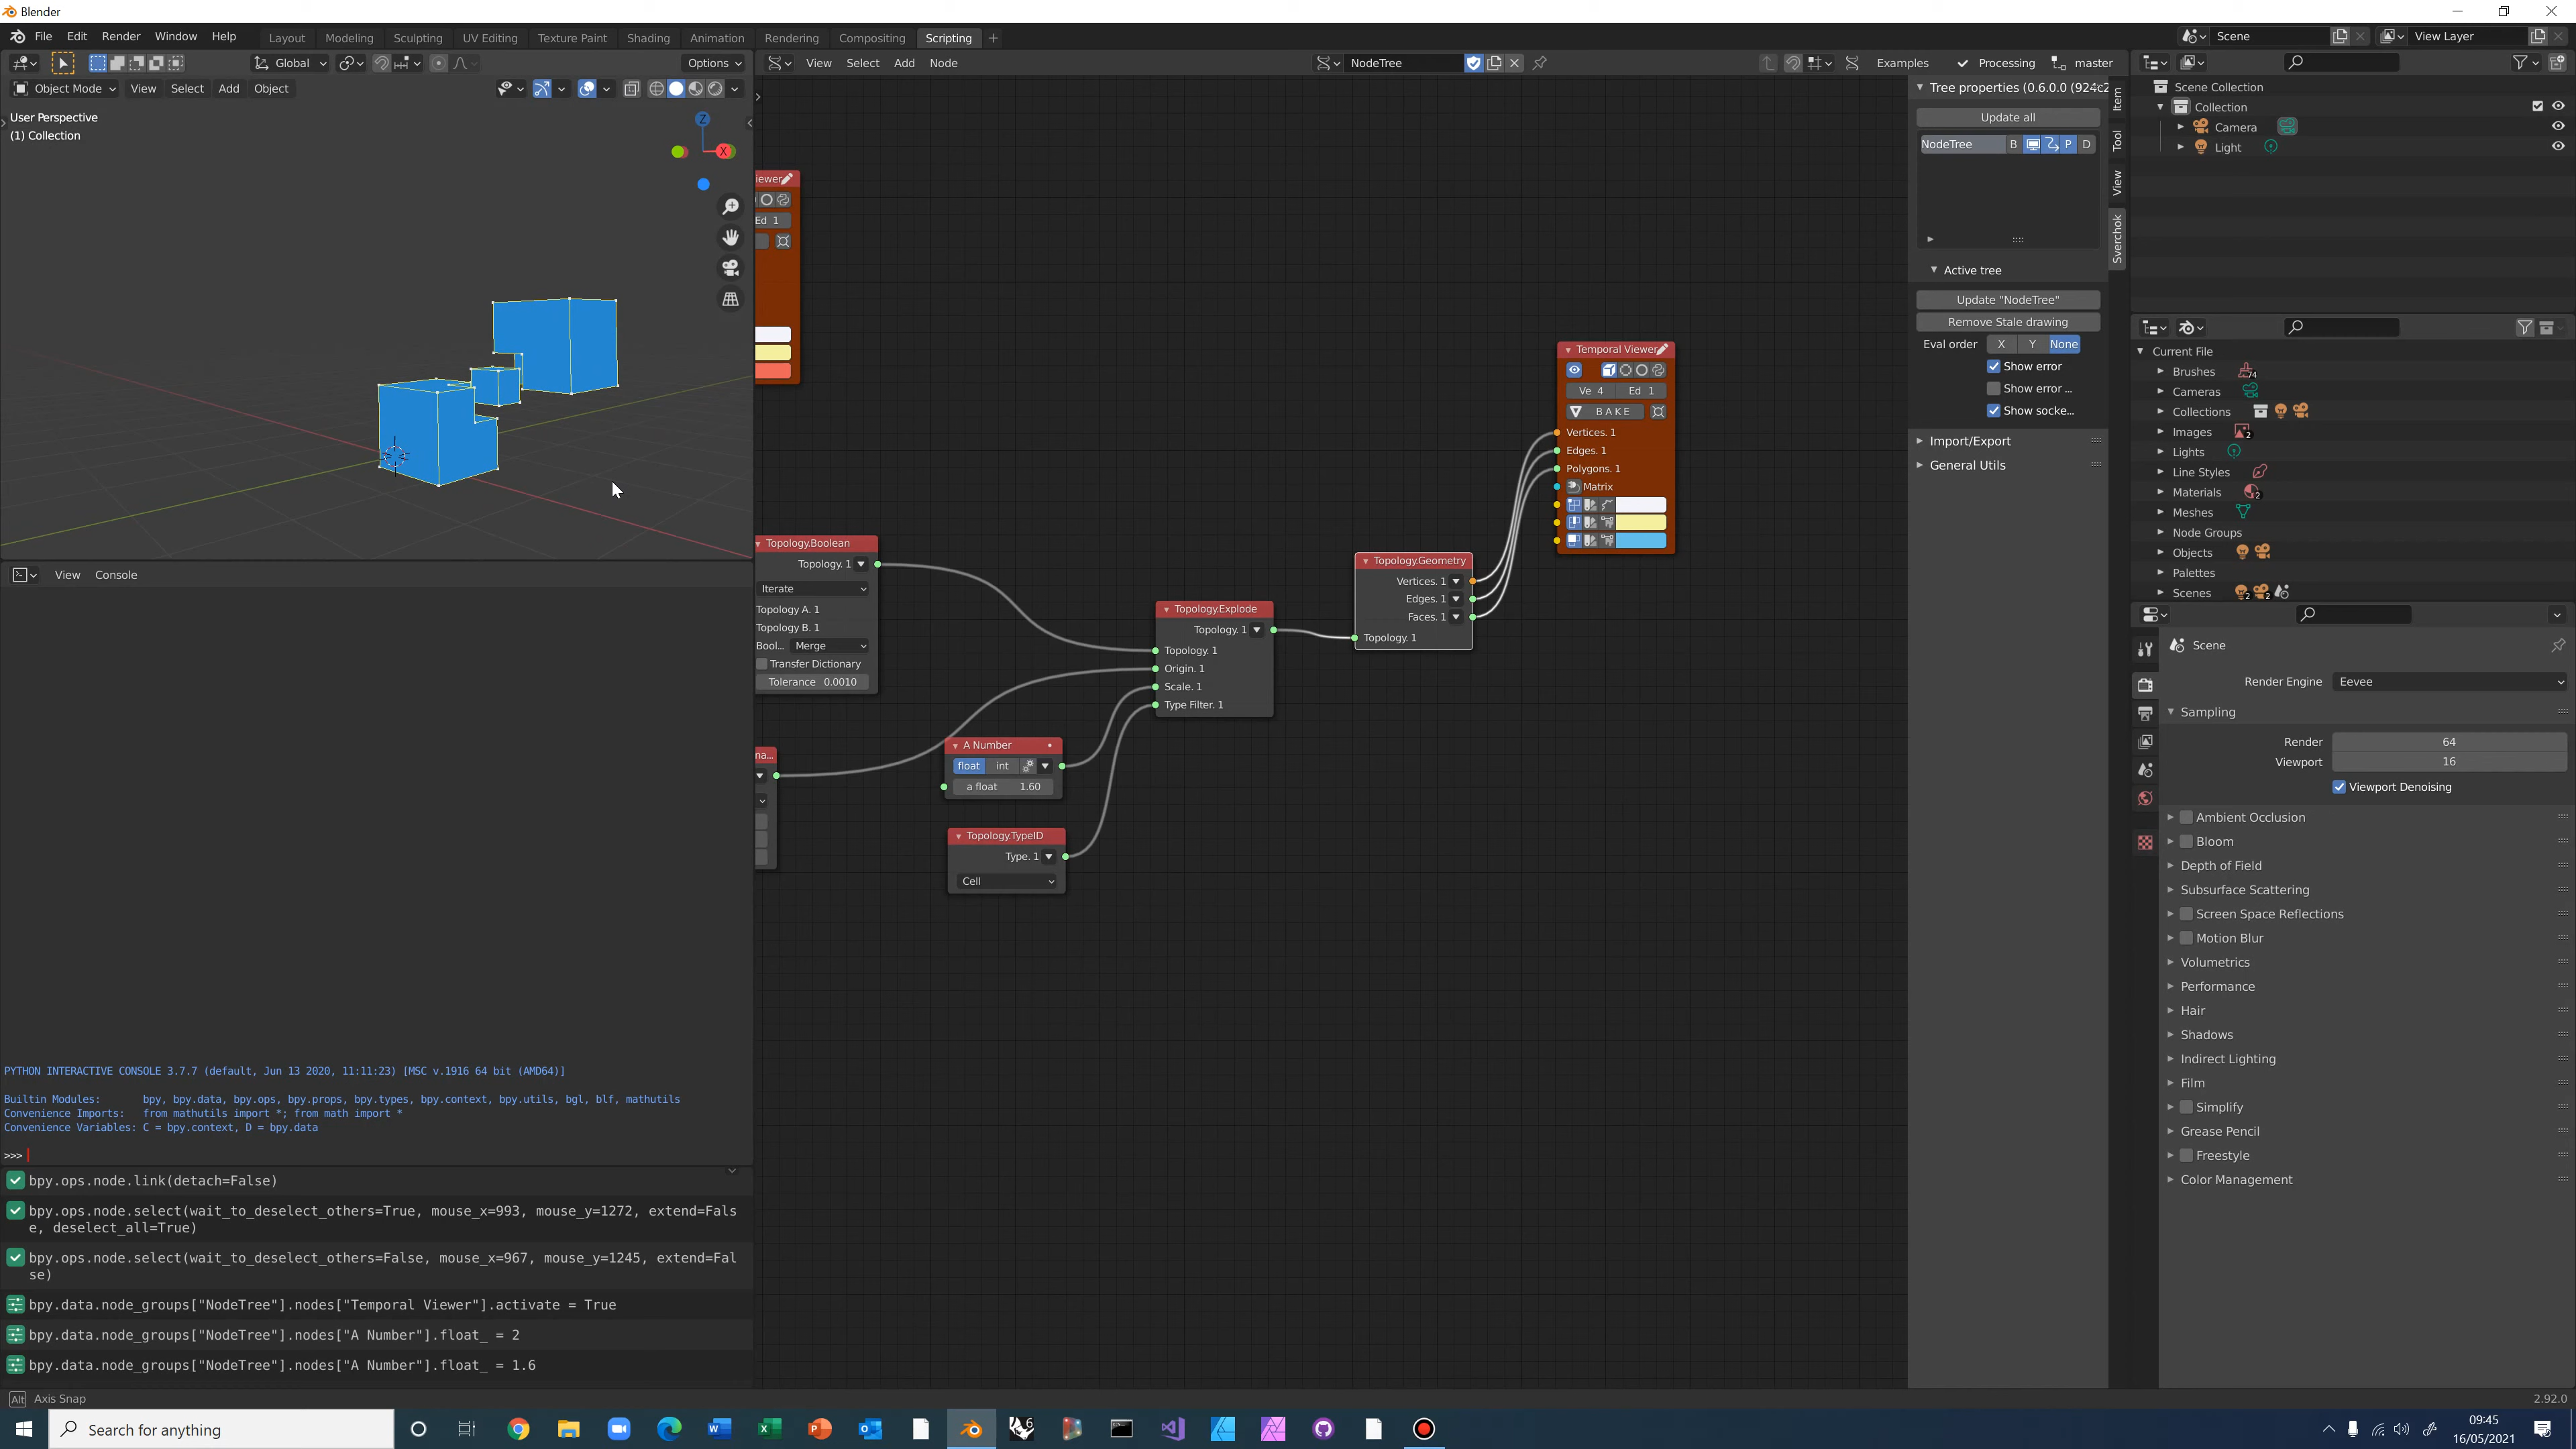 Blender
File Edit Render Window Help Layout Modeling Sculpting UV Editing Texture Paint Shading Animation Rendering Compositing Scripting + Scene View Layer
Global Options View Select Add Node NodeTree Examples Processing master
Object Mode View Select Add Object
User Perspective
(1) Collection
Z
X
iewer
Ed 1
Topology.Boolean
Topology. 1
Iterate
Topology A. 1
Topology B. 1
Bool... Merge
Transfer Dictionary
Tolerance 0.0010
na...
A Number
float int
a float 1.60
Topology.TypeID
Type. 1
Cell
Topology.Explode
Topology. 1
Topology. 1
Origin. 1
Scale. 1
Type Filter. 1
Topology.Geometry
Vertices. 1
Edges. 1
Faces. 1
Topology. 1
Temporal Viewer
Ve 4 Ed 1
BAKE
Vertices. 1
Edges. 1
Polygons. 1
Matrix
Tree properties (0.6.0.0 (924c2
Update all
NodeTree B P D
Active tree
Update "NodeTree"
Remove Stale drawing
Eval order X Y None
Show error
Show error ...
Show socke...
Import/Export
General Utils
Item
Tool
View
Sverchok
Scene Collection
Collection
Camera
Light
Current File
Brushes 74
Cameras
Collections
Images 2
Lights
Line Styles
Materials 2
Meshes
Node Groups
Objects
Palettes
Scenes 2 2
Scene
Render Engine Eevee
Sampling
Render 64
Viewport 16
Viewport Denoising
Ambient Occlusion
Bloom
Depth of Field
Subsurface Scattering
Screen Space Reflections
Motion Blur
Volumetrics
Performance
Hair
Shadows
Indirect Lighting
Film
Simplify
Grease Pencil
Freestyle
Color Management
View Console
PYTHON INTERACTIVE CONSOLE 3.7.7 (default, Jun 13 2020, 11:11:23) [MSC v.1916 64 bit (AMD64)]
Builtin Modules: bpy, bpy.data, bpy.ops, bpy.props, bpy.types, bpy.context, bpy.utils, bgl, blf, mathutils
Convenience Imports: from mathutils import *; from math import *
Convenience Variables: C = bpy.context, D = bpy.data
>>>
bpy.ops.node.link(detach=False)
bpy.ops.node.select(wait_to_deselect_others=True, mouse_x=993, mouse_y=1272, extend=Fals
e, deselect_all=True)
bpy.ops.node.select(wait_to_deselect_others=False, mouse_x=967, mouse_y=1245, extend=Fal
se)
bpy.data.node_groups["NodeTree"].nodes["Temporal Viewer"].activate = True
bpy.data.node_groups["NodeTree"].nodes["A Number"].float_ = 2
bpy.data.node_groups["NodeTree"].nodes["A Number"].float_ = 1.6
Alt Axis Snap
2.92.0
Search for anything
6
09:45
16/05/2021